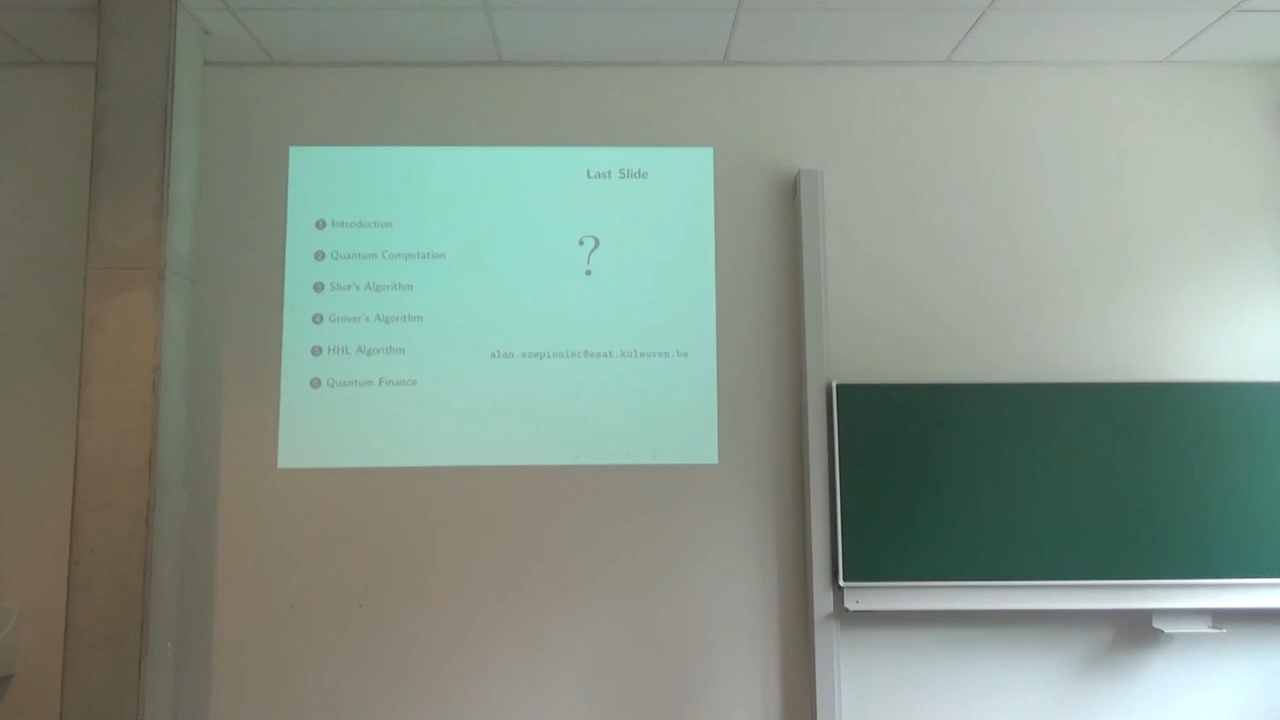 Last Slide
1 Introduction
2 Quantum Computation
3 Shor's Algorithm
4 Grover's Algorithm
5 HHL Algorithm
6 Quantum Finance
?
alan.szepieniec@esat.kuleuven.be